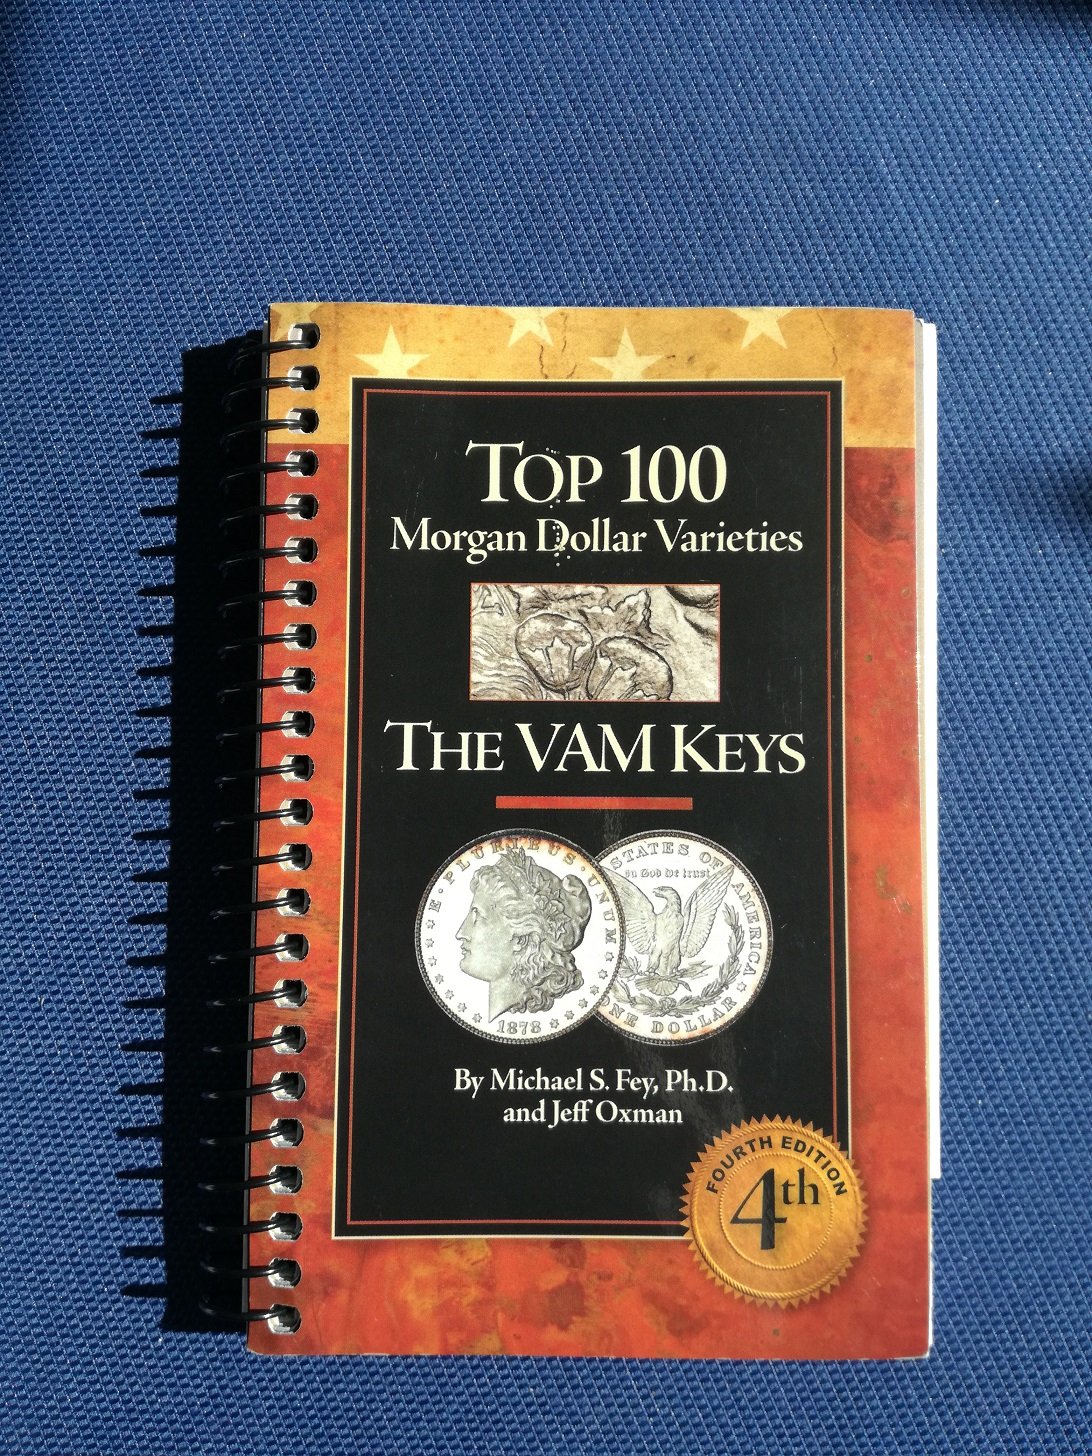 TOP 100
Morgan Dollar Varieties
THE VAM KEYS
E · PLURIBUS · UNUM
1878
STATES OF AMERICA
In God we trust
ONE DOLLAR
By Michael S. Fey, Ph.D.
and Jeff Oxman
FOURTH EDITION
4th